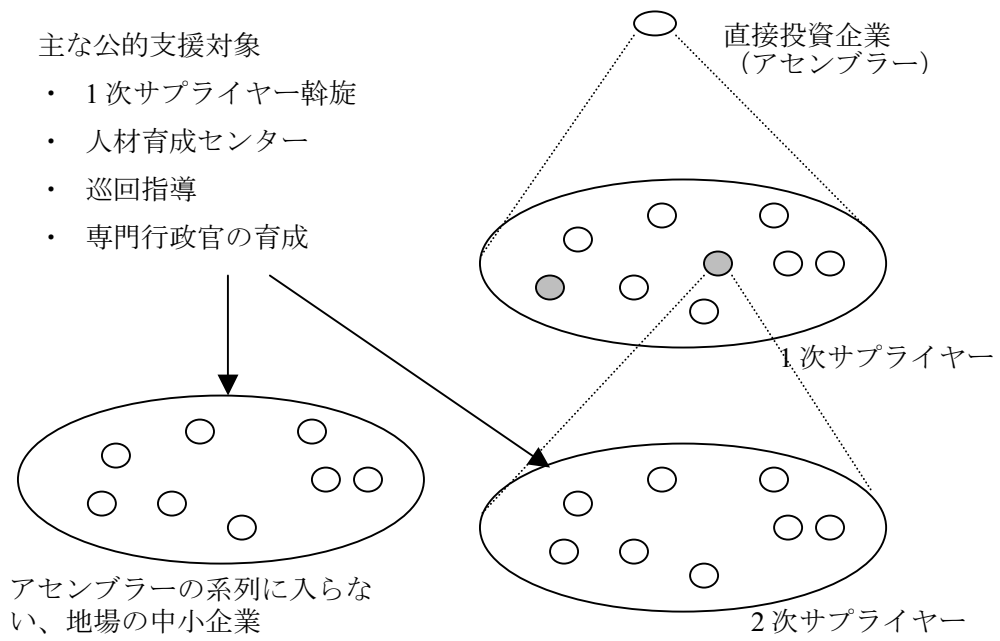 主な公的支援対象
・ 1次サプライヤー斡旋
・ 人材育成センター
・ 巡回指導
・ 専門行政官の育成
直接投資企業
（アセンブラー）
1次サプライヤー
アセンブラーの系列に入らな
い、地場の中小企業
2次サプライヤー